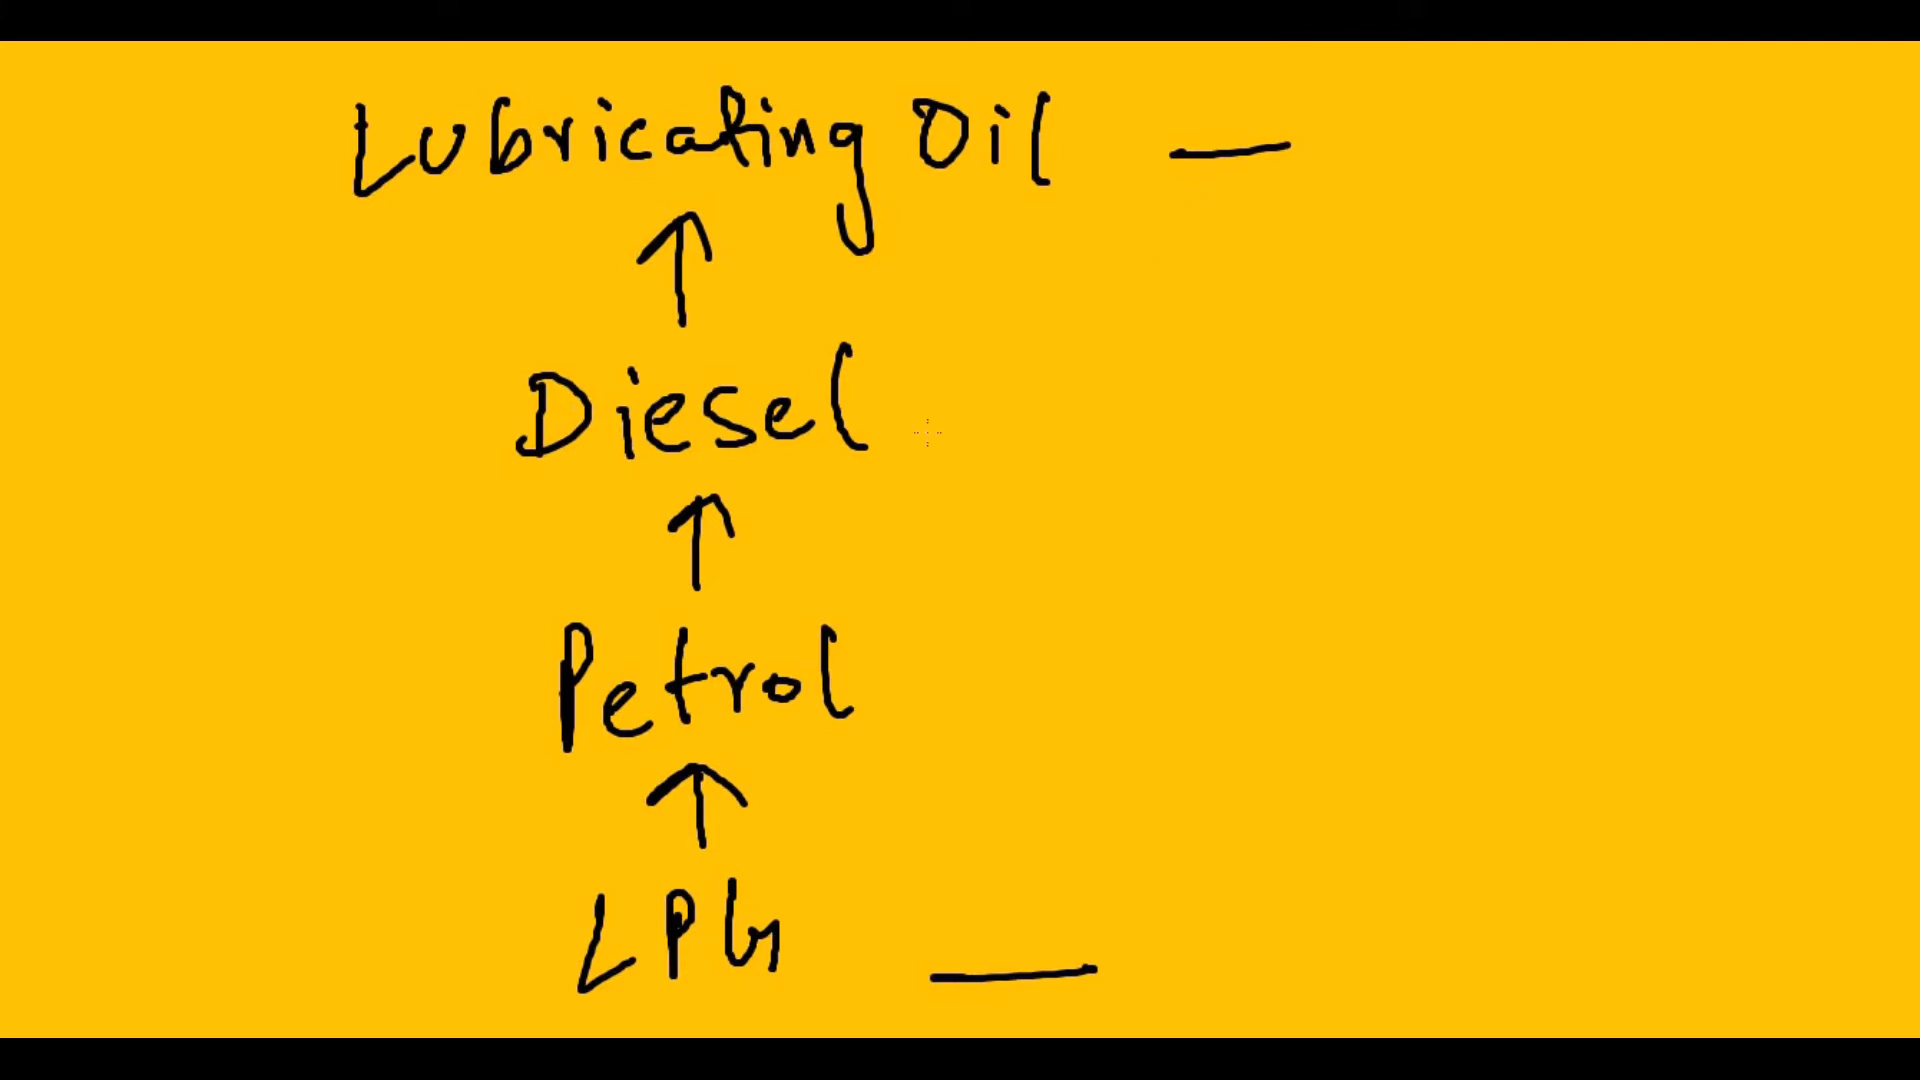 Lubricating Oil —
↑
Diesel
↑
Petrol
↑
LPG —